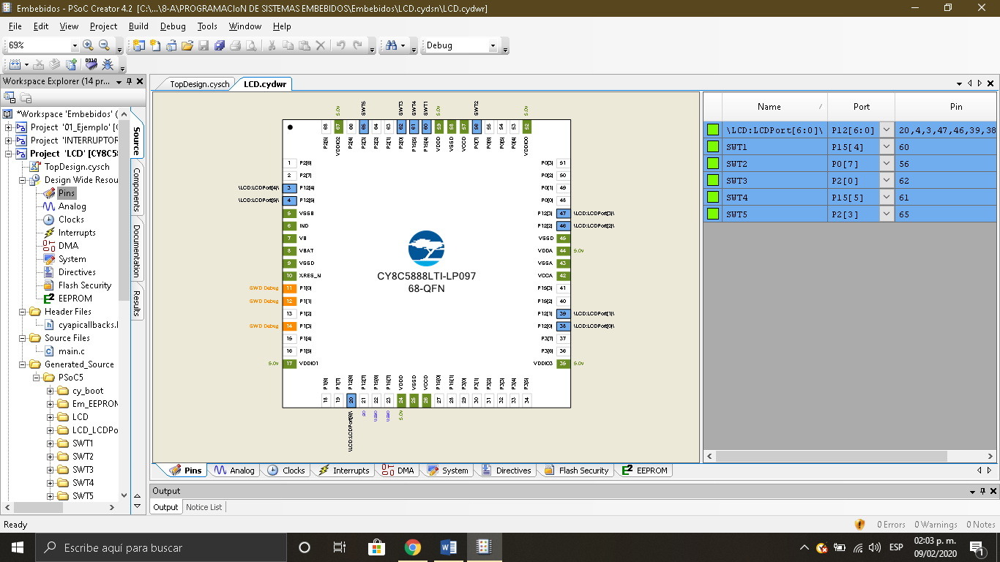 Embebidos - PSoC Creator 4.2 [C:\...\8-A\PROGRAMACIoN DE SISTEMAS EMBEBIDOS\Embebidos\LCD.cydsn\LCD.cydwr]
File Edit View Project Build Debug Tools Window Help
69%
Debug
Workspace Explorer (14 pr...
*Workspace 'Embebidos' (
Project '01_Ejemplo' [C
Project 'INTERRUPTOR
Project 'LCD' [CY8C5
TopDesign.cysch
Design Wide Resou
Pins
Analog
Clocks
Interrupts
DMA
System
Directives
Flash Security
EEPROM
Header Files
cyapicallbacks.h
Source Files
main.c
Generated_Source
PSoC5
cy_boot
Em_EEPROM
LCD
LCD_LCDPo
SWT1
SWT2
SWT3
SWT4
SWT5
Source
Components
Documentation
Results
TopDesign.cysch LCD.cydwr
5.0v SWT5 SWT3 SWT4 SWT1 5.0v SWT2 5.0v
68 67 66 65 64 63 62 61 60 59 58 57 56 55 54 53 52
P2[5] VDDIO2 P2[4] P2[3] P2[2] P2[1] P2[0] P15[5] P15[4] VDDD VSSD VCCD P0[7] P0[6] P0[5] P0[4] VDDIO0
1 P2[6]
2 P2[7]
\LCD:LCDPort[4]\ 3 P12[4]
\LCD:LCDPort[5]\ 4 P12[5]
5 VSSB
6 IND
7 VB
8 VBAT
9 VSSD
10 XRES_N
SWD Debug 11 P1[0]
SWD Debug 12 P1[1]
13 P1[2]
SWD Debug 14 P1[3]
15 P1[4]
16 P1[5]
5.0v 17 VDDIO1
CY8C5888LTI-LP097
68-QFN
P0[3] 51
P0[2] 50
P0[1] 49
P0[0] 48
P12[3] 47 \LCD:LCDPort[3]\
P12[2] 46 \LCD:LCDPort[2]\
VSSD 45
VDDA 44 5.0v
VSSA 43
VCCA 42
P15[3] 41
P15[2] 40
P12[1] 39 \LCD:LCDPort[1]\
P12[0] 38 \LCD:LCDPort[0]\
P3[7] 37
P3[6] 36
VDDIO3 35 5.0v
P1[6] P1[7] P12[6] P12[7] P15[6] P15[7] VDDD VSSD VCCD P15[0] P15[1] P3[0] P3[1] P3[2] P3[3] P3[4] P3[5]
18 19 20 21 22 23 24 25 26 27 28 29 30 31 32 33 34
\LCD:LCDPort[6]\ 5.0v
Name / Port Pin
\LCD:LCDPort[6:0]\ P12[6:0] 20,4,3,47,46,39,38
SWT1 P15[4] 60
SWT2 P0[7] 56
SWT3 P2[0] 62
SWT4 P15[5] 61
SWT5 P2[3] 65
Pins Analog Clocks Interrupts DMA System Directives Flash Security EEPROM
Output
Output Notice List
Ready 0 Errors 0 Warnings 0 Notes
Escribe aquí para buscar
ESP
02:03 p. m.
09/02/2020
1